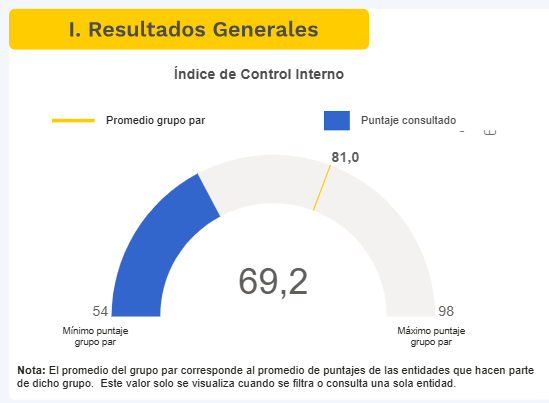 I. Resultados Generales
Índice de Control Interno
Promedio grupo par
Puntaje consultado
81,0
69,2
54
98
Mínimo puntaje
grupo par
Máximo puntaje
grupo par
Nota: El promedio del grupo par corresponde al promedio de puntajes de las entidades que hacen parte
de dicho grupo. Este valor solo se visualiza cuando se filtra o consulta una sola entidad.